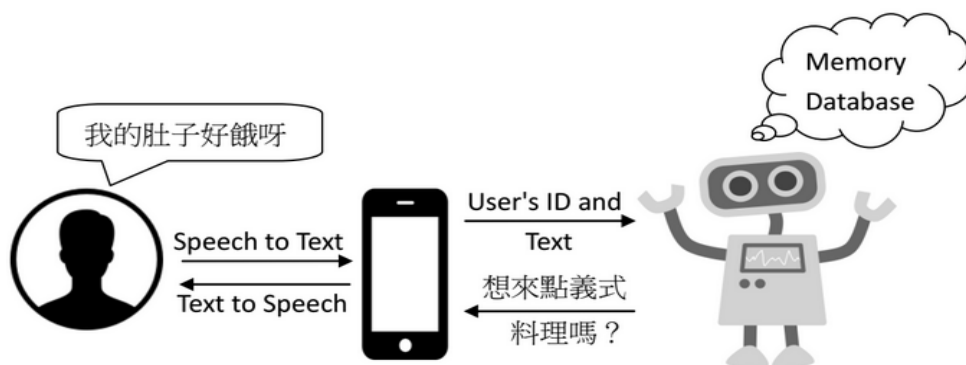 Memory
Database
我的肚子好餓呀
User's ID and
Text
Speech to Text
Text to Speech
想來點義式
料理嗎？